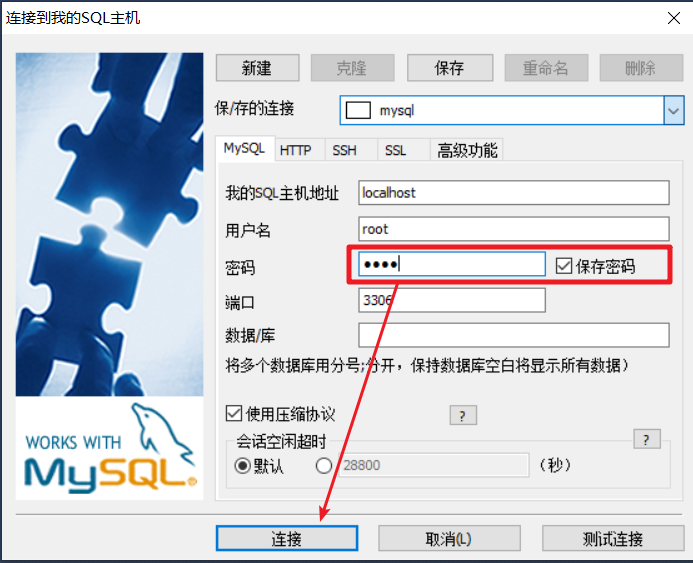 连接到我的SQL主机
新建 克隆 保存 重命名 删除
保/存的连接 mysql
MySQL HTTP SSH SSL 高级功能
我的SQL主机地址 localhost
用户名 root
密码 ●●●● 保存密码
端口 3306
数据/库
将多个数据库用分号;分开，保持数据库空白将显示所有数据)
使用压缩协议 ?
会话空闲超时 ?
默认 28800 (秒)
WORKS WITH
MySQL®
连接 取消(L) 测试连接